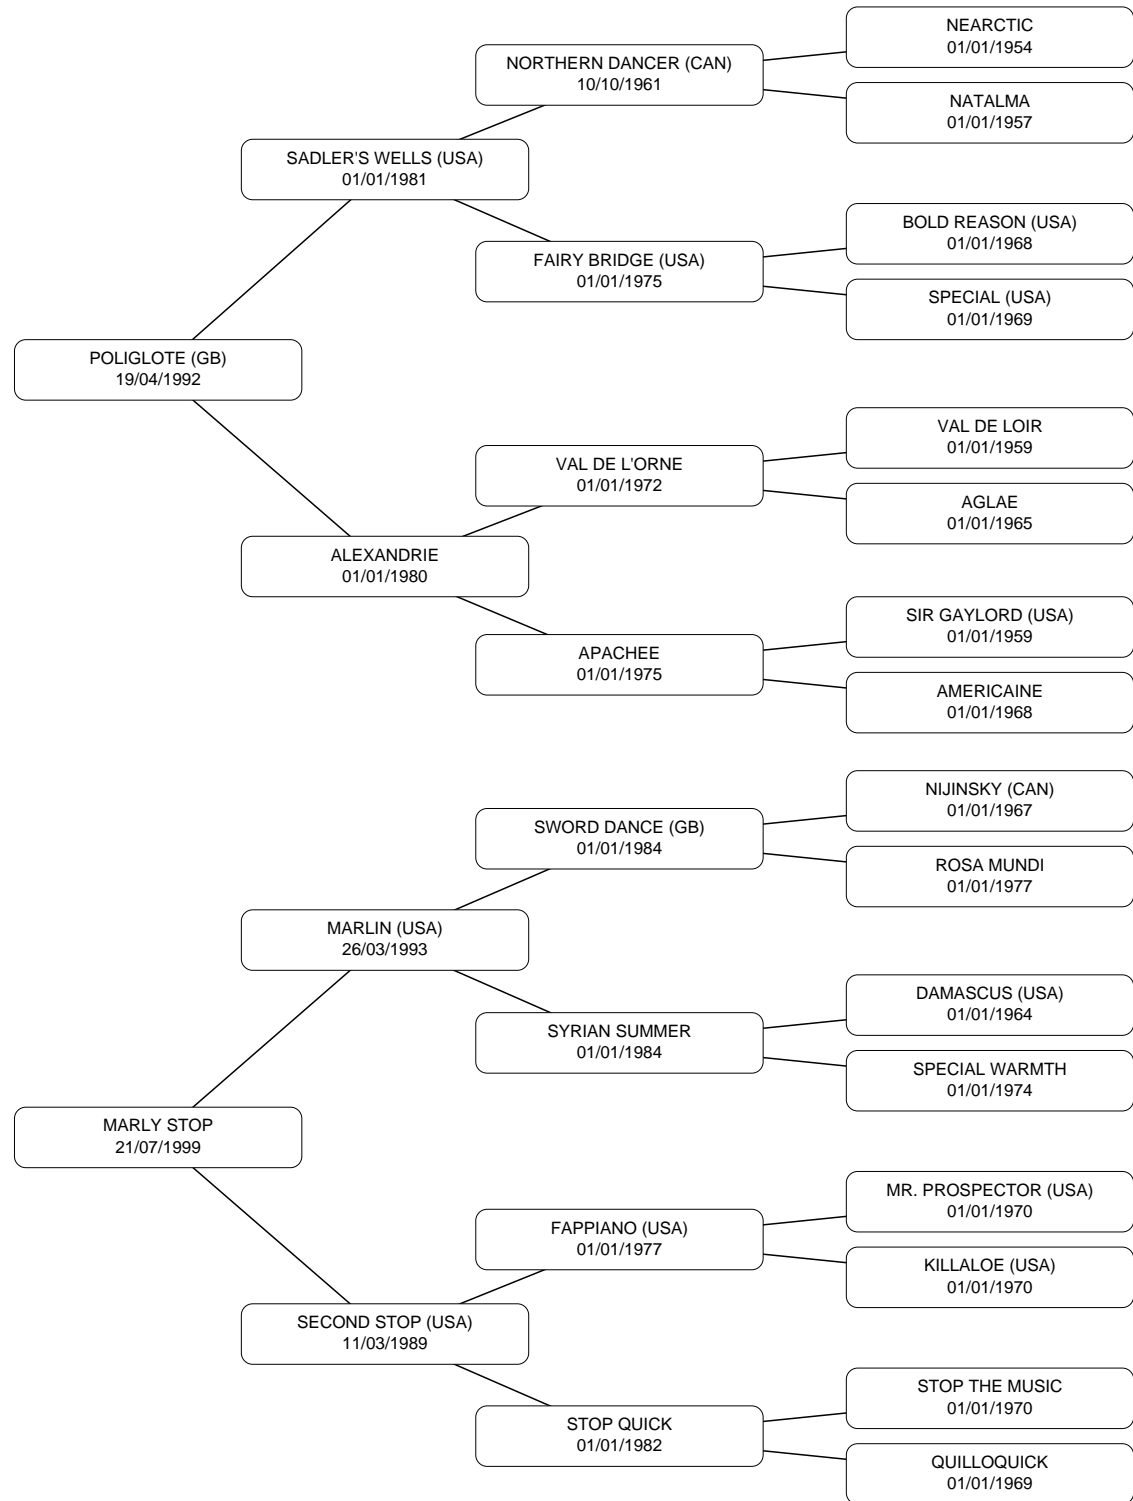 NEARCTIC
01/01/1954
NORTHERN DANCER (CAN)
10/10/1961
NATALMA
01/01/1957
SADLER'S WELLS (USA)
01/01/1981
BOLD REASON (USA)
01/01/1968
FAIRY BRIDGE (USA)
01/01/1975
SPECIAL (USA)
01/01/1969
POLIGLOTE (GB)
19/04/1992
VAL DE LOIR
01/01/1959
VAL DE L'ORNE
01/01/1972
AGLAE
01/01/1965
ALEXANDRIE
01/01/1980
SIR GAYLORD (USA)
01/01/1959
APACHEE
01/01/1975
AMERICAINE
01/01/1968
NIJINSKY (CAN)
01/01/1967
SWORD DANCE (GB)
01/01/1984
ROSA MUNDI
01/01/1977
MARLIN (USA)
26/03/1993
DAMASCUS (USA)
01/01/1964
SYRIAN SUMMER
01/01/1984
SPECIAL WARMTH
01/01/1974
MARLY STOP
21/07/1999
MR. PROSPECTOR (USA)
01/01/1970
FAPPIANO (USA)
01/01/1977
KILLALOE (USA)
01/01/1970
SECOND STOP (USA)
11/03/1989
STOP THE MUSIC
01/01/1970
STOP QUICK
01/01/1982
QUILLOQUICK
01/01/1969